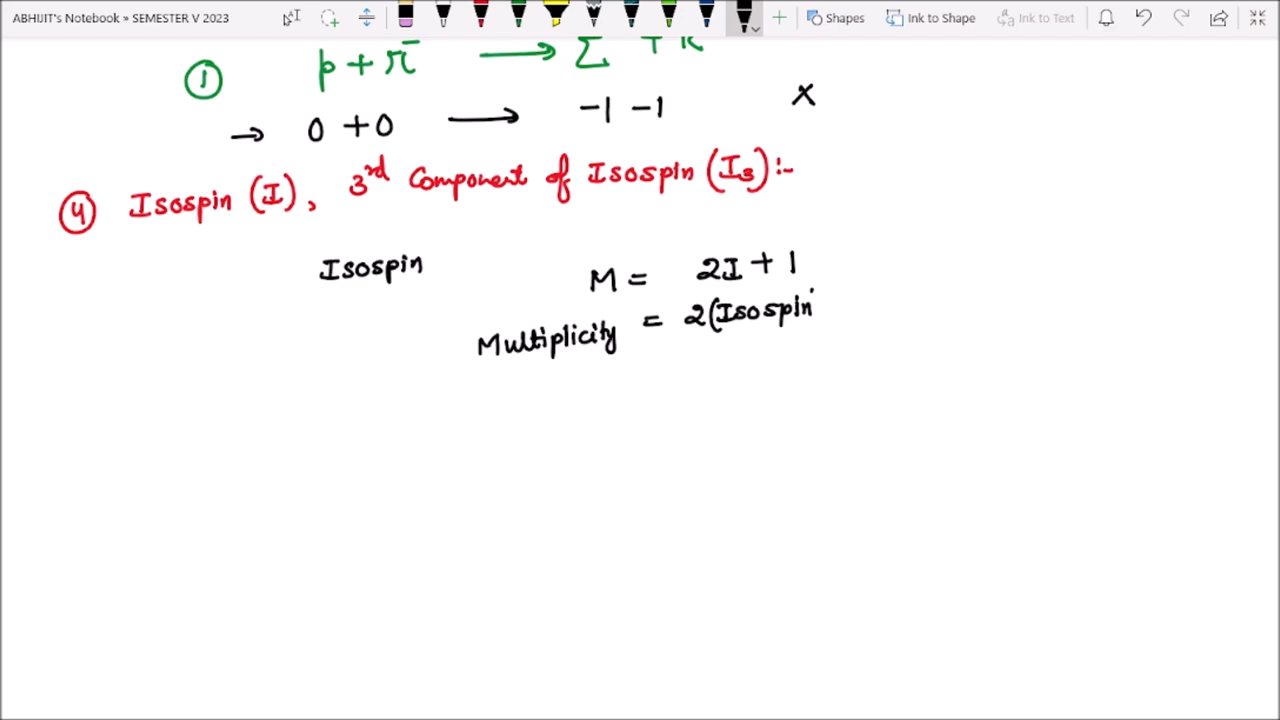 ABHIJIT's Notebook » SEMESTER V 2023
Shapes
Ink to Shape
Ink to Text
① p + π⁻ ⟶ Σ + K
→ 0 + 0 ⟶ -1 -1 ×
④ Isospin (I), 3rd Component of Isospin (I₃) :-
Isospin M = 2I + 1
Multiplicity = 2(Isospin